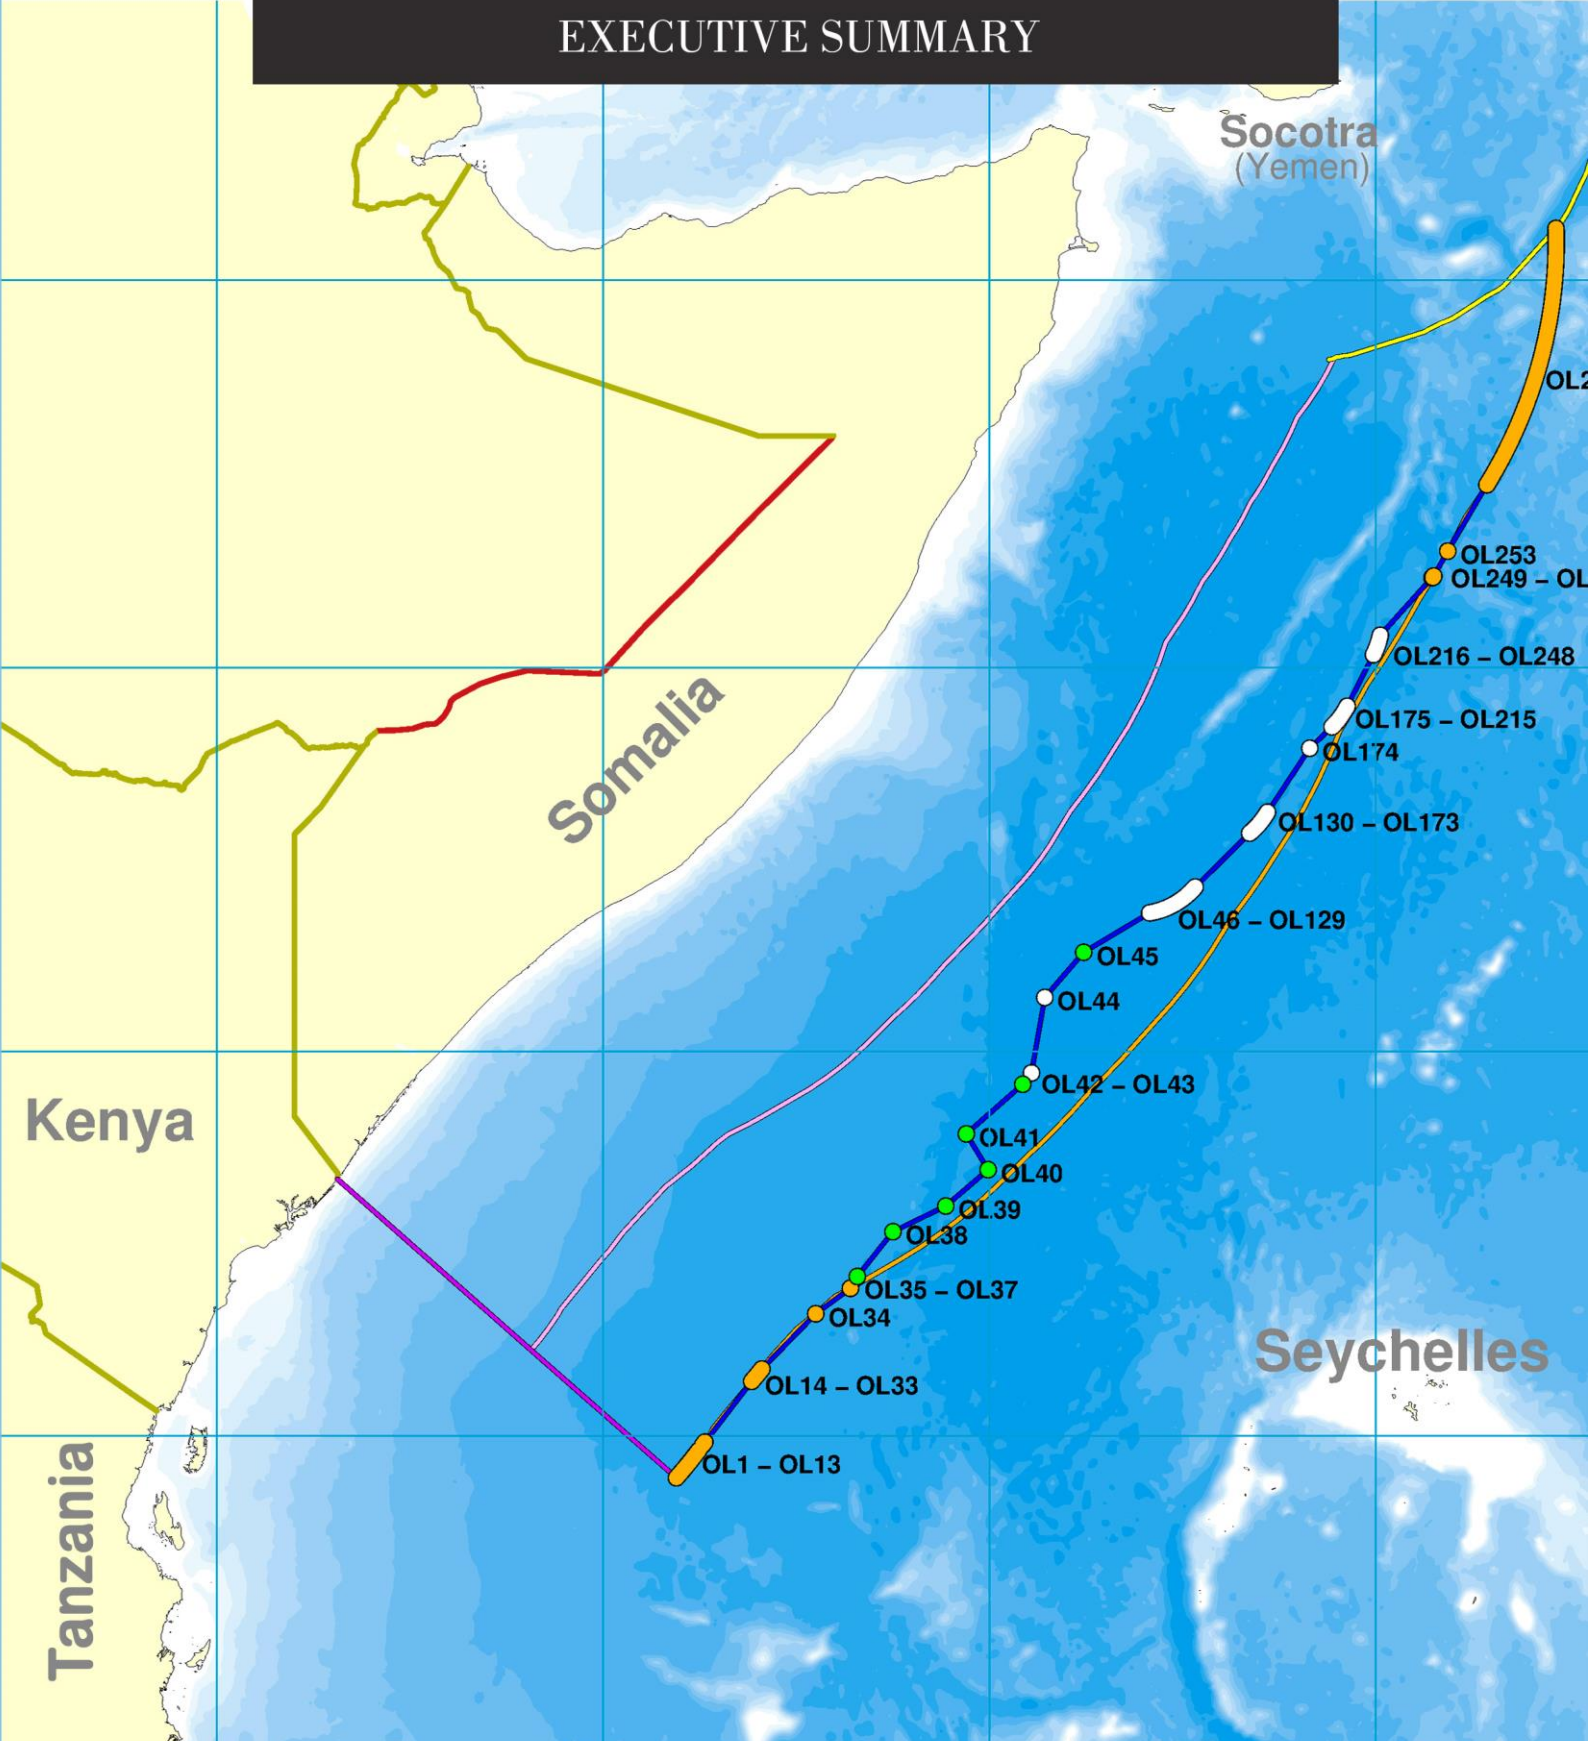 EXECUTIVE SUMMARY
Socotra
(Yemen)
OL2
OL253
OL249 – OL
OL216 – OL248
OL175 – OL215
OL174
OL130 – OL173
OL46 – OL129
OL45
OL44
OL42 – OL43
OL41
OL40
OL39
OL38
OL35 – OL37
OL34
OL14 – OL33
OL1 – OL13
Somalia
Kenya
Seychelles
Tanzania